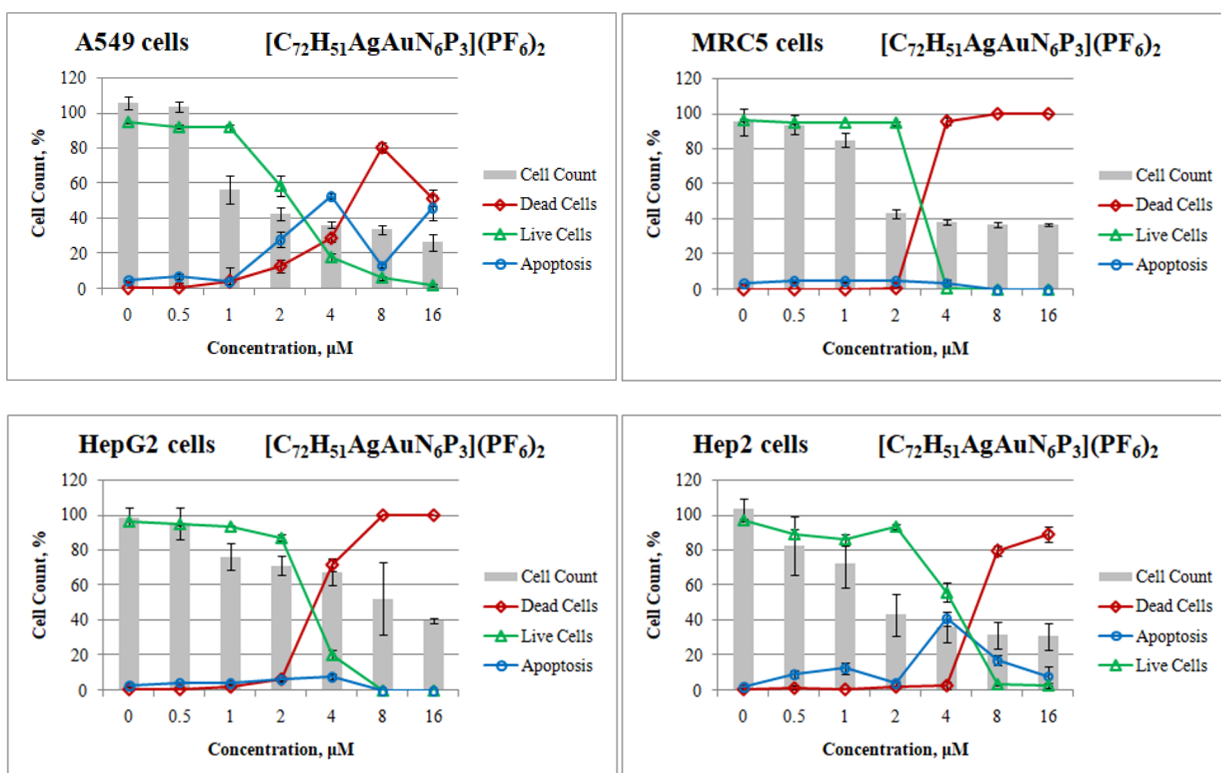 A549 cells [C₇₂H₅₁AgAuN₆P₃](PF₆)₂
120
100
80
60
40
20
0
Cell Count, %
0 0.5 1 2 4 8 16
Concentration, μM
Cell Count
Dead Cells
Live Cells
Apoptosis
MRC5 cells [C₇₂H₅₁AgAuN₆P₃](PF₆)₂
120
100
80
60
40
20
0
Cell Count, %
0 0.5 1 2 4 8 16
Concentration, μM
Cell Count
Dead Cells
Live Cells
Apoptosis
HepG2 cells [C₇₂H₅₁AgAuN₆P₃](PF₆)₂
120
100
80
60
40
20
0
Cell Count, %
0 0.5 1 2 4 8 16
Concentration, μM
Cell Count
Dead Cells
Live Cells
Apoptosis
Hep2 cells [C₇₂H₅₁AgAuN₆P₃](PF₆)₂
120
100
80
60
40
20
0
Cell Count, %
0 0.5 1 2 4 8 16
Concentration, μM
Cell Count
Dead Cells
Apoptosis
Live Cells